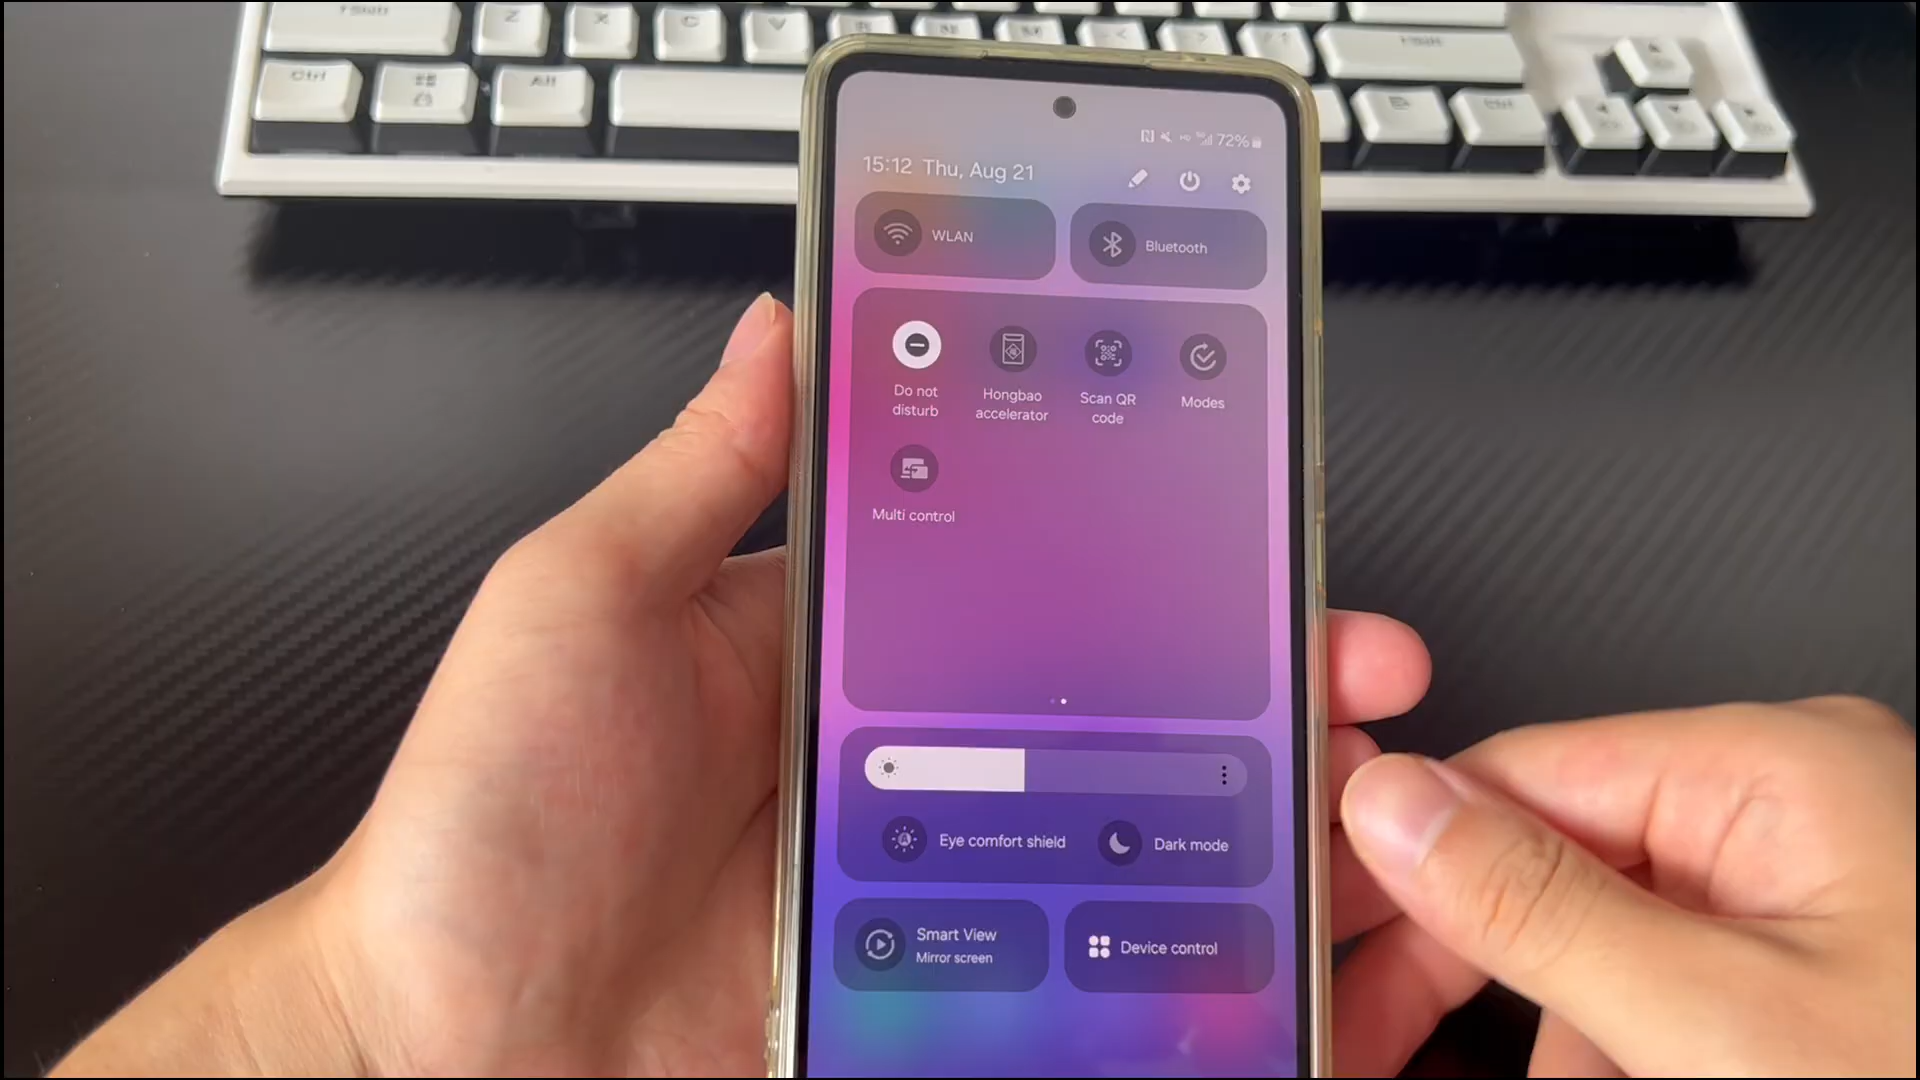 Z X C V
Ctrl Alt
72%
15:12 Thu, Aug 21
WLAN Bluetooth
Do not
disturb
Hongbao
accelerator
Scan QR
code
Modes
Multi control
Eye comfort shield Dark mode
Smart View
Mirror screen
Device control